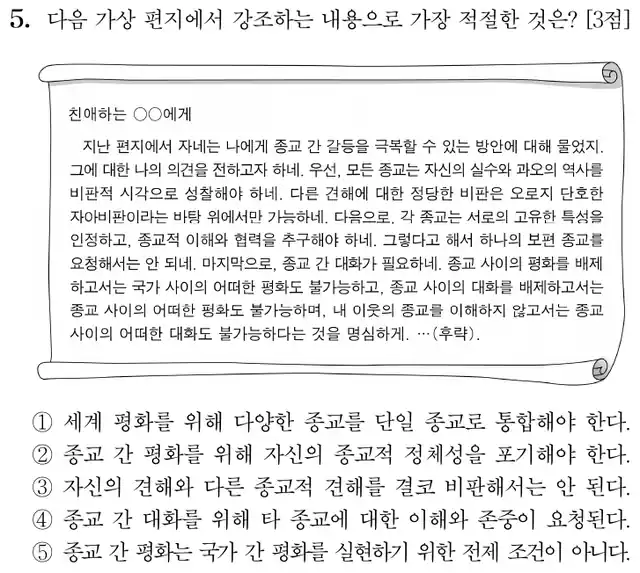 5. 다음 가상 편지에서 강조하는 내용으로 가장 적절한 것은? [3점]
친애하는 ○○에게
지난 편지에서 자네는 나에게 종교 간 갈등을 극복할 수 있는 방안에 대해 물었지.
그에 대한 나의 의견을 전하고자 하네. 우선, 모든 종교는 자신의 실수와 과오의 역사를
비판적 시각으로 성찰해야 하네. 다른 견해에 대한 정당한 비판은 오로지 단호한
자아비판이라는 바탕 위에서만 가능하네. 다음으로, 각 종교는 서로의 고유한 특성을
인정하고, 종교적 이해와 협력을 추구해야 하네. 그렇다고 해서 하나의 보편 종교를
요청해서는 안 되네. 마지막으로, 종교 간 대화가 필요하네. 종교 사이의 평화를 배제
하고서는 국가 사이의 어떠한 평화도 불가능하고, 종교 사이의 대화를 배제하고서는
종교 사이의 어떠한 평화도 불가능하며, 내 이웃의 종교를 이해하지 않고서는 종교
사이의 어떠한 대화도 불가능하다는 것을 명심하게. …(후략).
① 세계 평화를 위해 다양한 종교를 단일 종교로 통합해야 한다.
② 종교 간 평화를 위해 자신의 종교적 정체성을 포기해야 한다.
③ 자신의 견해와 다른 종교적 견해를 결코 비판해서는 안 된다.
④ 종교 간 대화를 위해 타 종교에 대한 이해와 존중이 요청된다.
⑤ 종교 간 평화는 국가 간 평화를 실현하기 위한 전제 조건이 아니다.